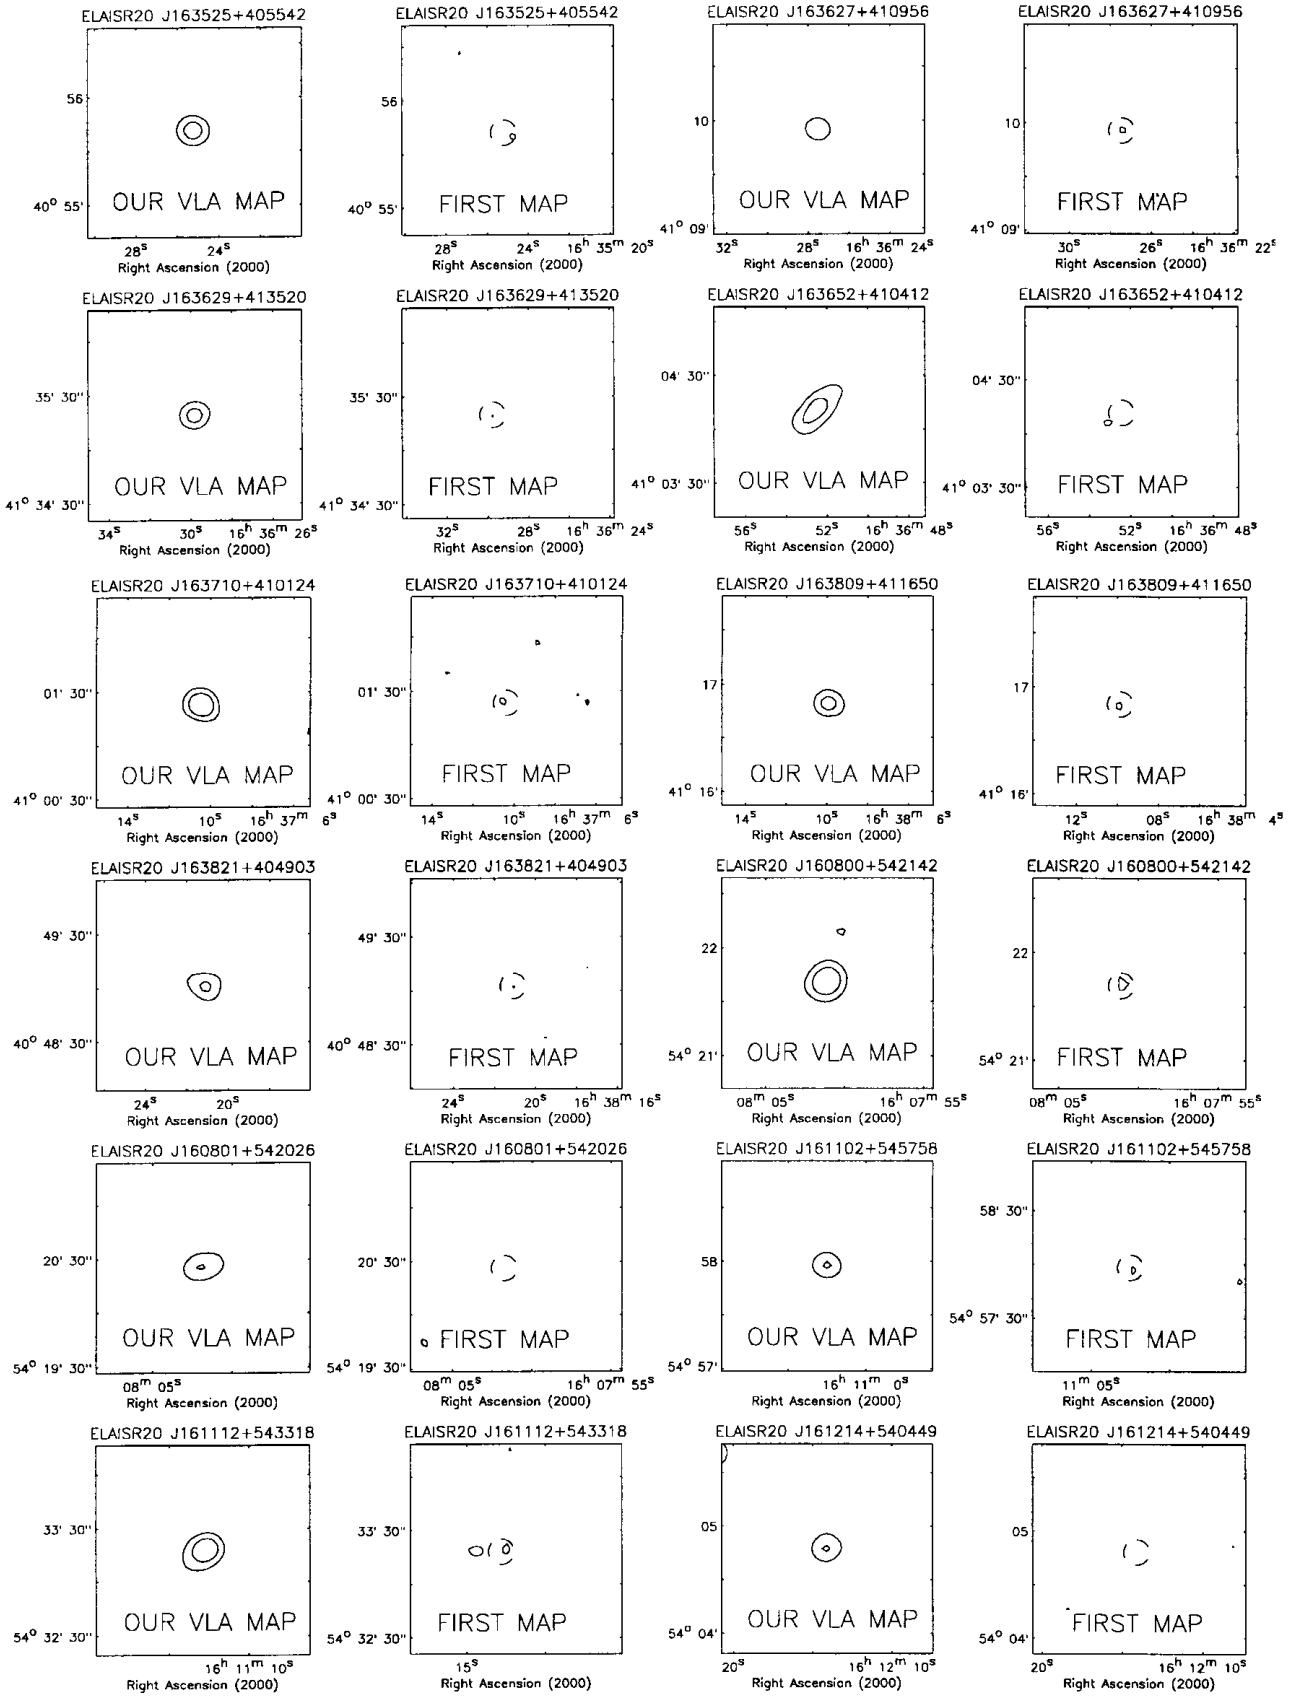 ELAISR20 J163525+405542 ELAISR20 J163525+405542 ELAISR20 J163627+410956 ELAISR20 J163627+410956
56 56 10 10
OUR VLA MAP FIRST MAP OUR VLA MAP FIRST MAP
40° 55' 40° 55' 41° 09' 41° 09'
28s 24s 28s 24s 16h 35m 20s 32s 28s 16h 36m 24s 30s 26s 16h 36m 22s
Right Ascension (2000) Right Ascension (2000) Right Ascension (2000) Right Ascension (2000)
ELAISR20 J163629+413520 ELAISR20 J163629+413520 ELAISR20 J163652+410412 ELAISR20 J163652+410412
35' 30" 35' 30" 04' 30" 04' 30"
OUR VLA MAP FIRST MAP OUR VLA MAP FIRST MAP
41° 34' 30" 41° 34' 30" 41° 03' 30" 41° 03' 30"
34s 30s 16h 36m 26s 32s 28s 16h 36m 24s 56s 52s 16h 36m 48s 56s 52s 16h 36m 48s
Right Ascension (2000) Right Ascension (2000) Right Ascension (2000) Right Ascension (2000)
ELAISR20 J163710+410124 ELAISR20 J163710+410124 ELAISR20 J163809+411650 ELAISR20 J163809+411650
01' 30" 01' 30" 17 17
OUR VLA MAP FIRST MAP OUR VLA MAP FIRST MAP
41° 00' 30" 41° 00' 30" 41° 16' 41° 16'
14s 10s 16h 37m 6s 14s 10s 16h 37m 6s 14s 10s 16h 38m 6s 12s 08s 16h 38m 4s
Right Ascension (2000) Right Ascension (2000) Right Ascension (2000) Right Ascension (2000)
ELAISR20 J163821+404903 ELAISR20 J163821+404903 ELAISR20 J160800+542142 ELAISR20 J160800+542142
49' 30" 49' 30" 22 22
OUR VLA MAP FIRST MAP OUR VLA MAP FIRST MAP
40° 48' 30" 40° 48' 30" 54° 21' 54° 21'
24s 20s 24s 20s 16h 38m 16s 08m 05s 16h 07m 55s 08m 05s 16h 07m 55s
Right Ascension (2000) Right Ascension (2000) Right Ascension (2000) Right Ascension (2000)
ELAISR20 J160801+542026 ELAISR20 J160801+542026 ELAISR20 J161102+545758 ELAISR20 J161102+545758
20' 30" 20' 30" 58 58' 30"
OUR VLA MAP FIRST MAP OUR VLA MAP FIRST MAP
54° 19' 30" 54° 19' 30" 54° 57' 54° 57' 30"
08m 05s 08m 05s 16h 07m 55s 16h 11m 0s 11m 05s
Right Ascension (2000) Right Ascension (2000) Right Ascension (2000) Right Ascension (2000)
ELAISR20 J161112+543318 ELAISR20 J161112+543318 ELAISR20 J161214+540449 ELAISR20 J161214+540449
33' 30" 33' 30" 05 05
OUR VLA MAP FIRST MAP OUR VLA MAP FIRST MAP
54° 32' 30" 54° 32' 30" 54° 04' 54° 04'
16h 11m 10s 15s 20s 16h 12m 10s 20s 16h 12m 10s
Right Ascension (2000) Right Ascension (2000) Right Ascension (2000) Right Ascension (2000)